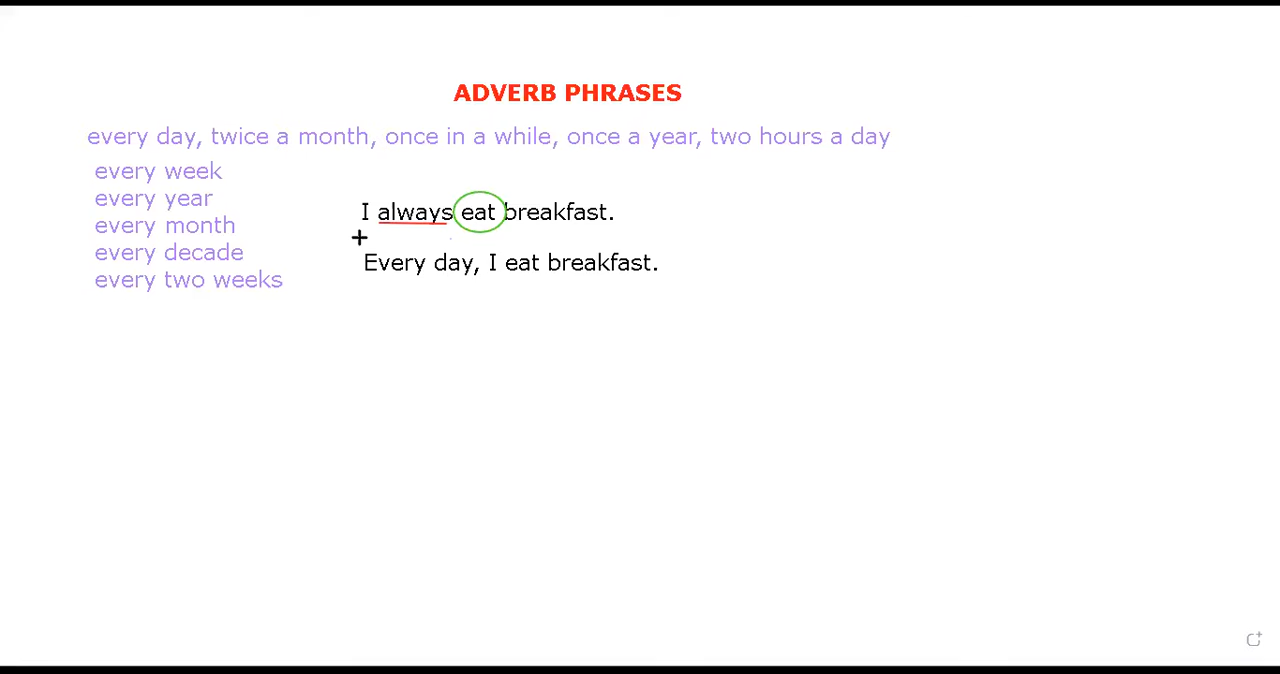 ADVERB PHRASES
every day, twice a month, once in a while, once a year, two hours a day
every week
every year
every month
every decade
every two weeks
I always eat breakfast.
Every day, I eat breakfast.